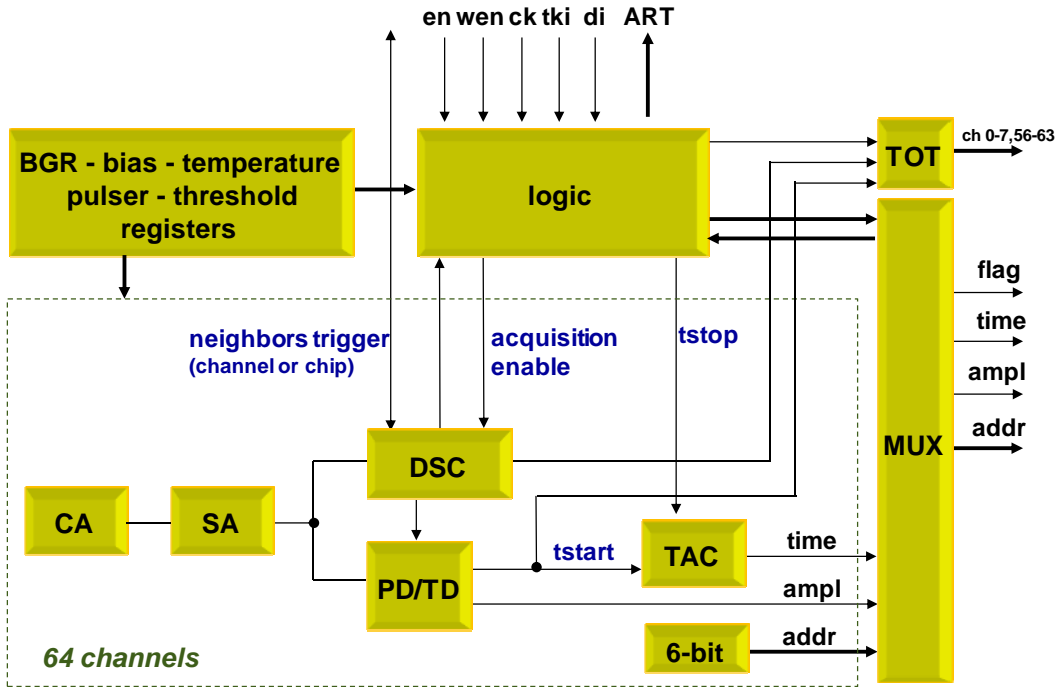 en wen ck tki di ART
BGR - bias - temperature
pulser - threshold
registers
logic
TOT
ch 0-7,56-63
flag
time
ampl
addr
MUX
neighbors trigger
(channel or chip)
acquisition
enable
tstop
DSC
CA
SA
PD/TD
tstart
TAC
time
ampl
6-bit
addr
64 channels